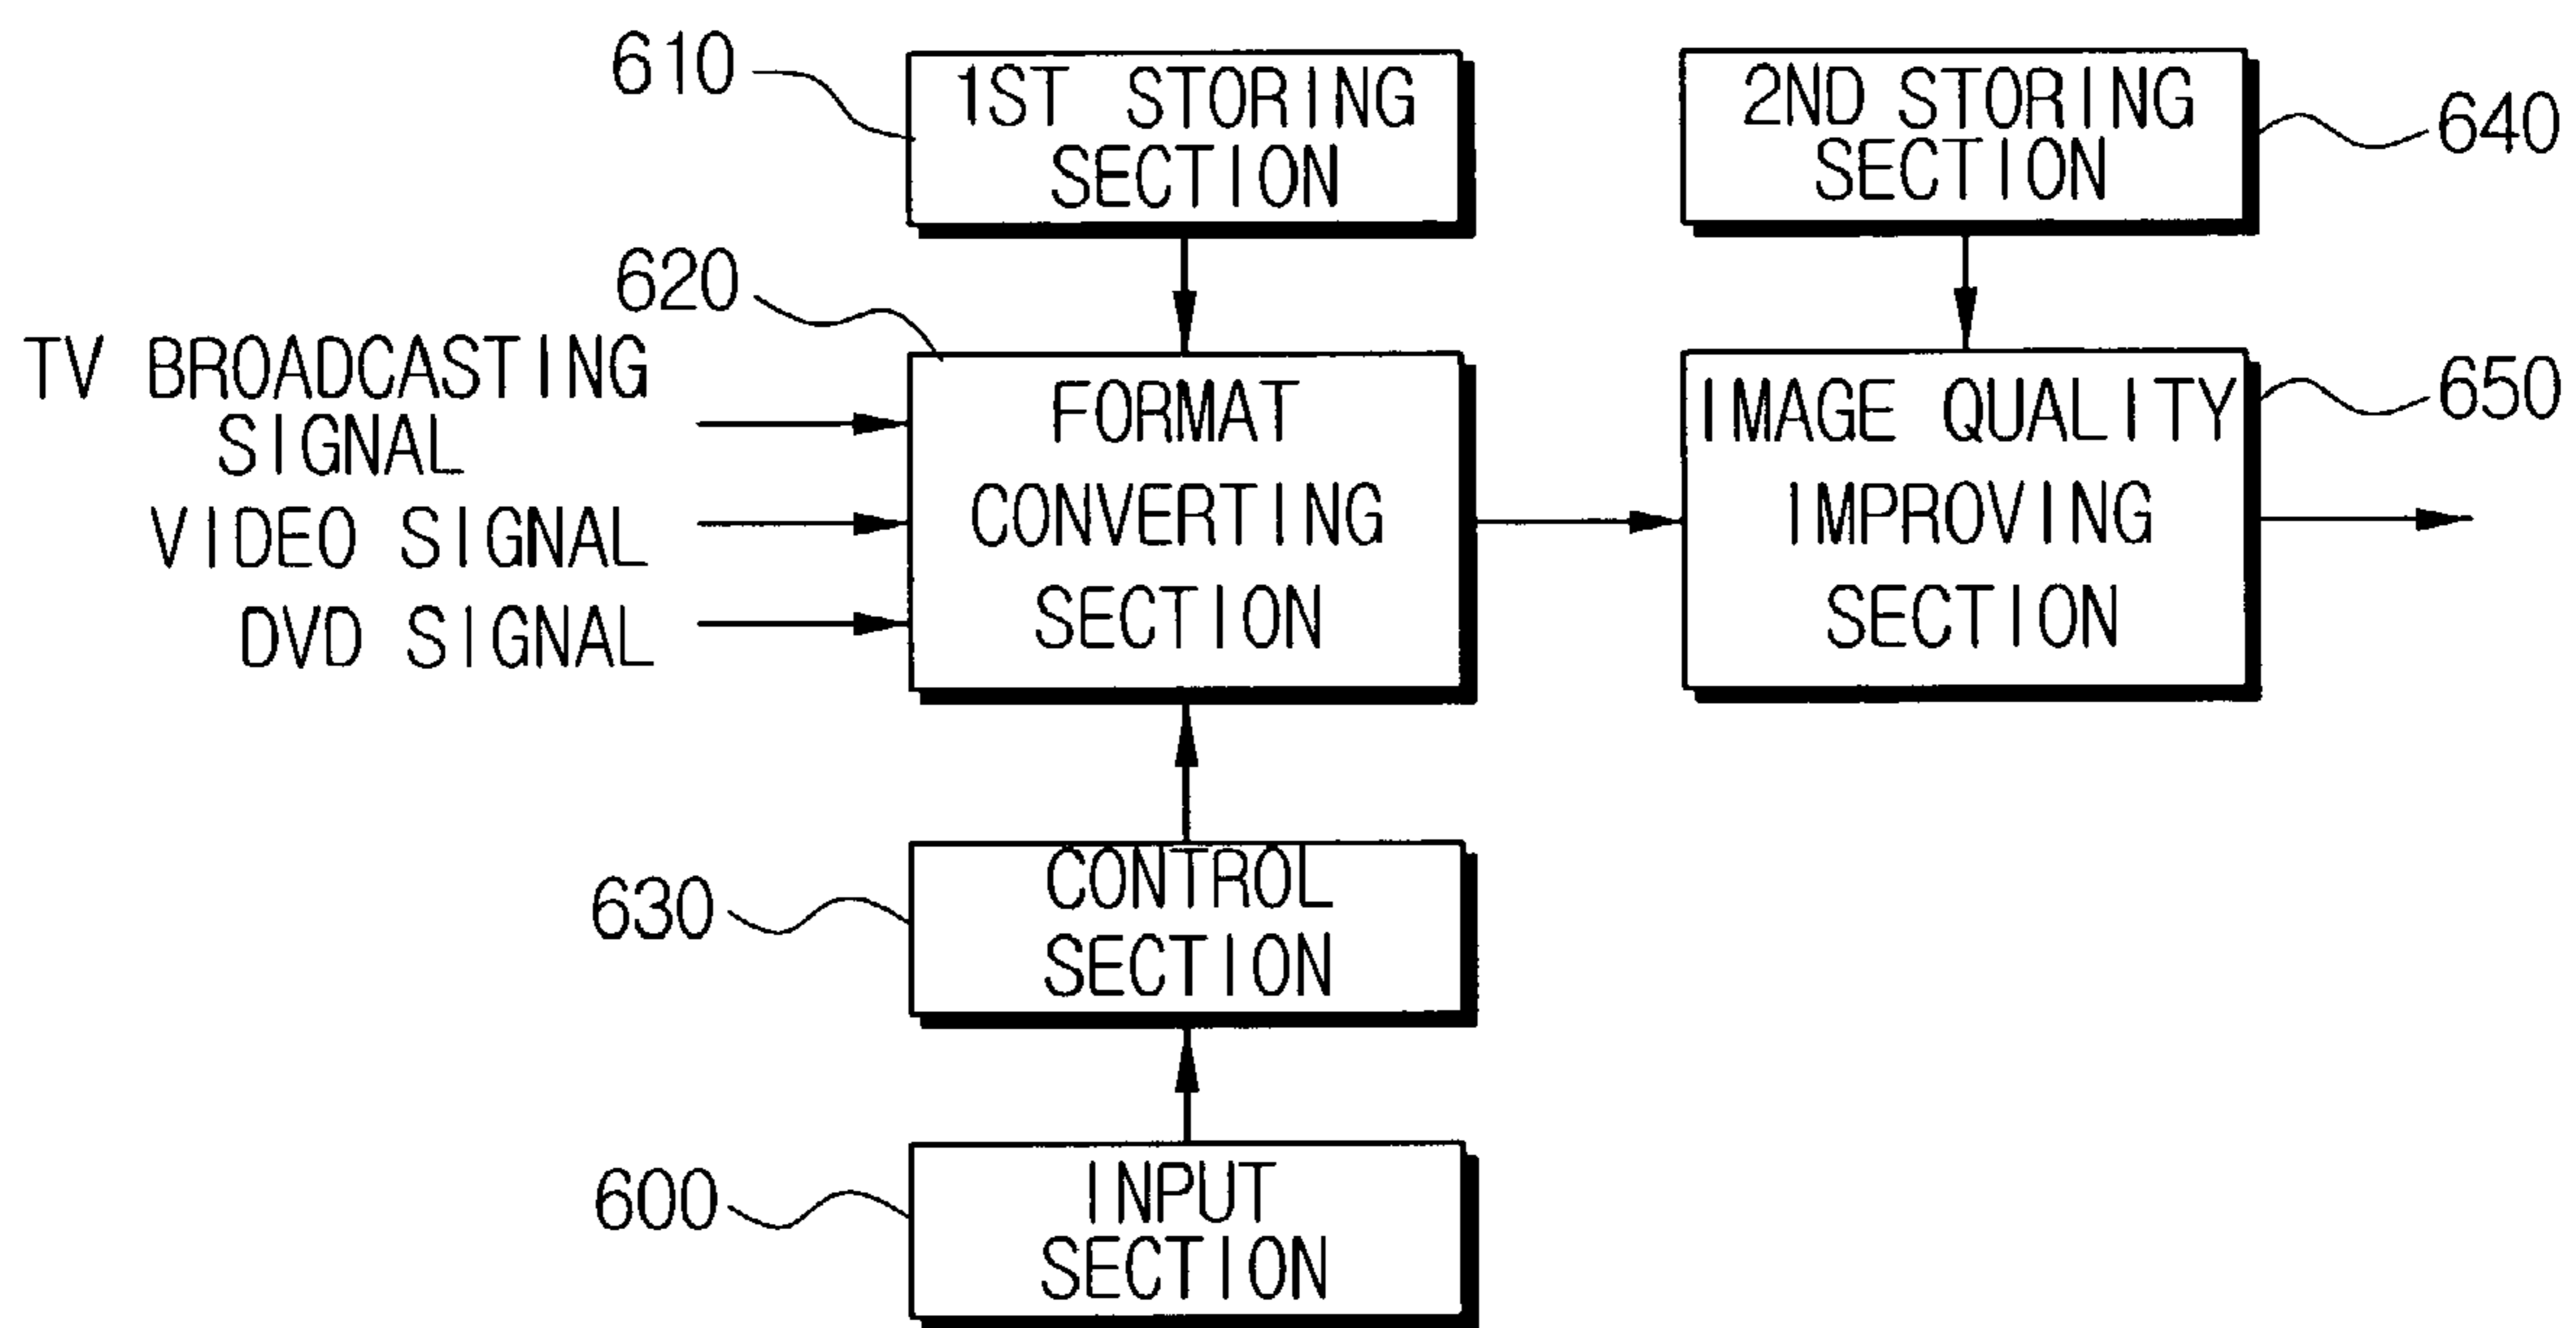 610
1ST STORING
SECTION
2ND STORING
SECTION
640
620
TV BROADCASTING
SIGNAL
VIDEO SIGNAL
DVD SIGNAL
FORMAT
CONVERTING
SECTION
IMAGE QUALITY
IMPROVING
SECTION
650
630
CONTROL
SECTION
600
INPUT
SECTION